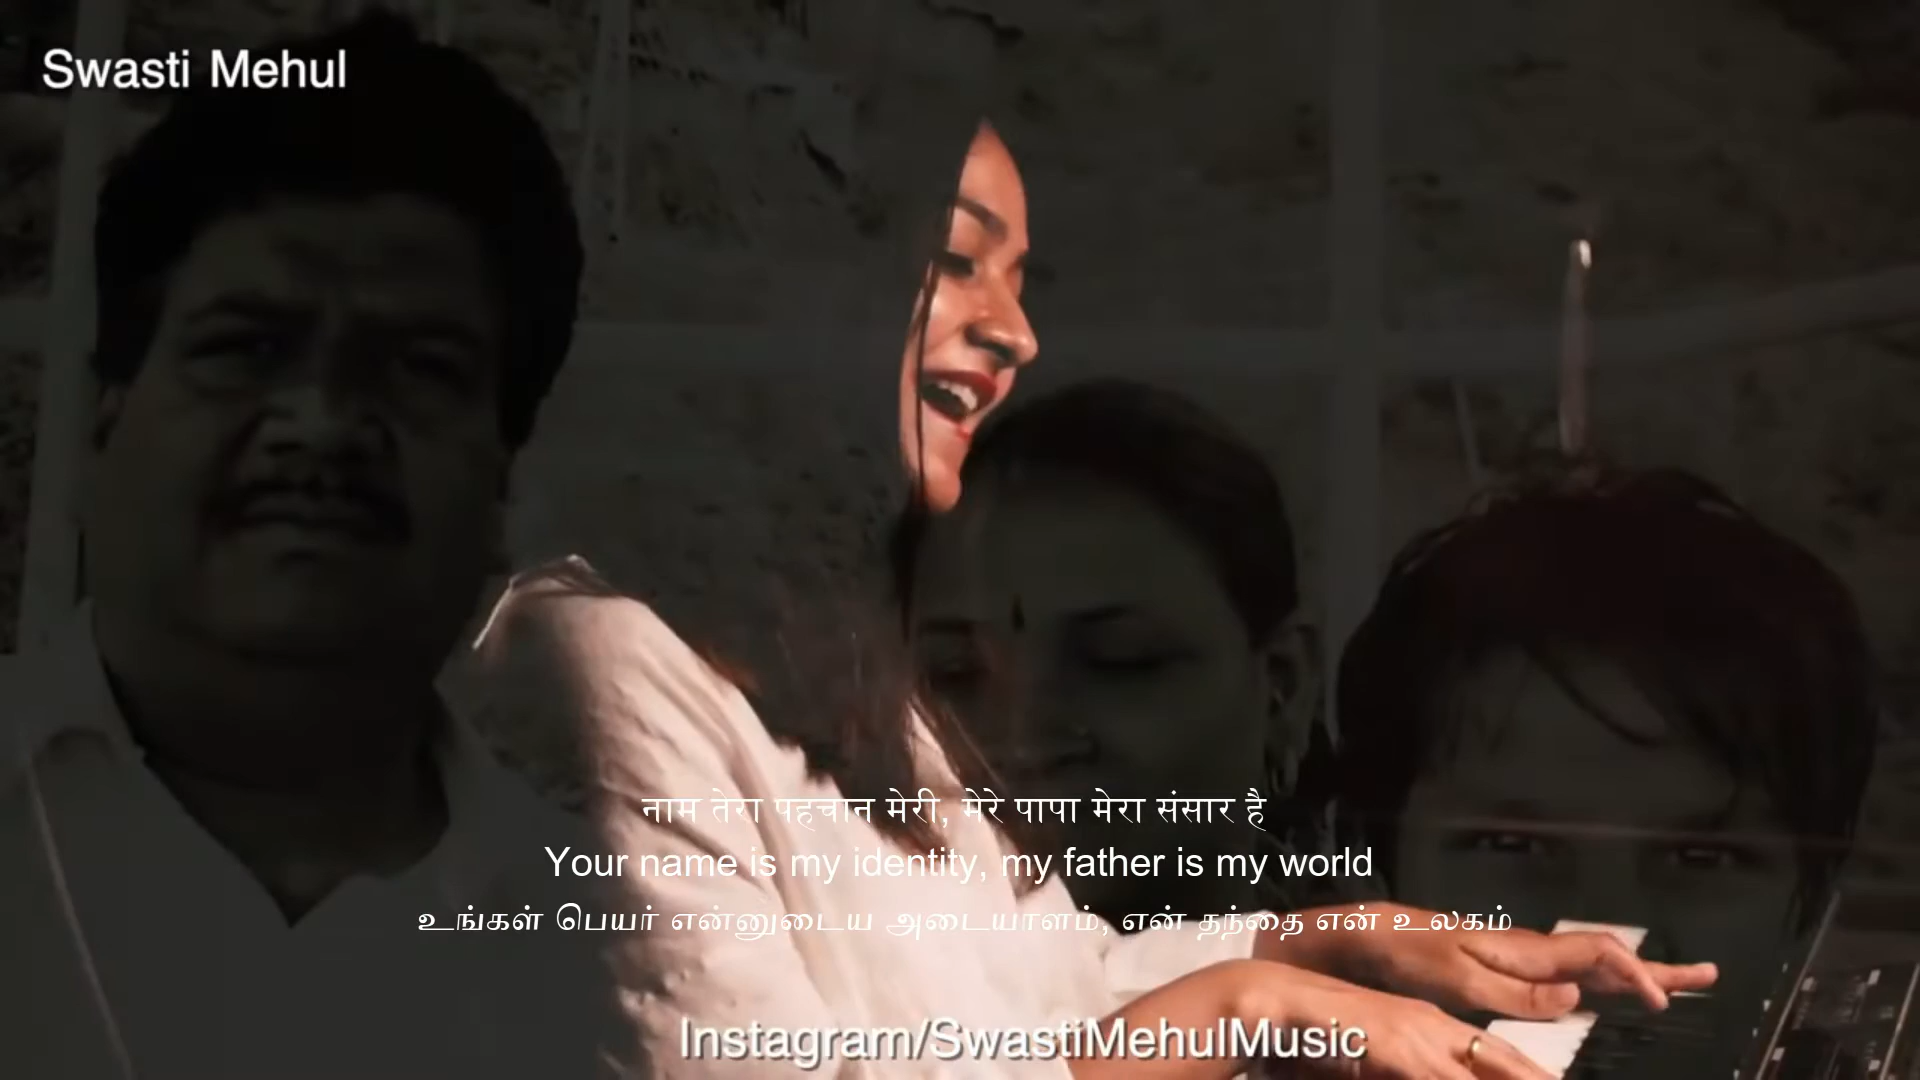 Swasti Mehul
नाम तेरा पहचान मेरी, मेरे पापा मेरा संसार है
Your name is my identity, my father is my world
உங்கள் பெயர் என்னுடைய அடையாளம், என் தந்தை என் உலகம்
Instagram/SwastiMehulMusic